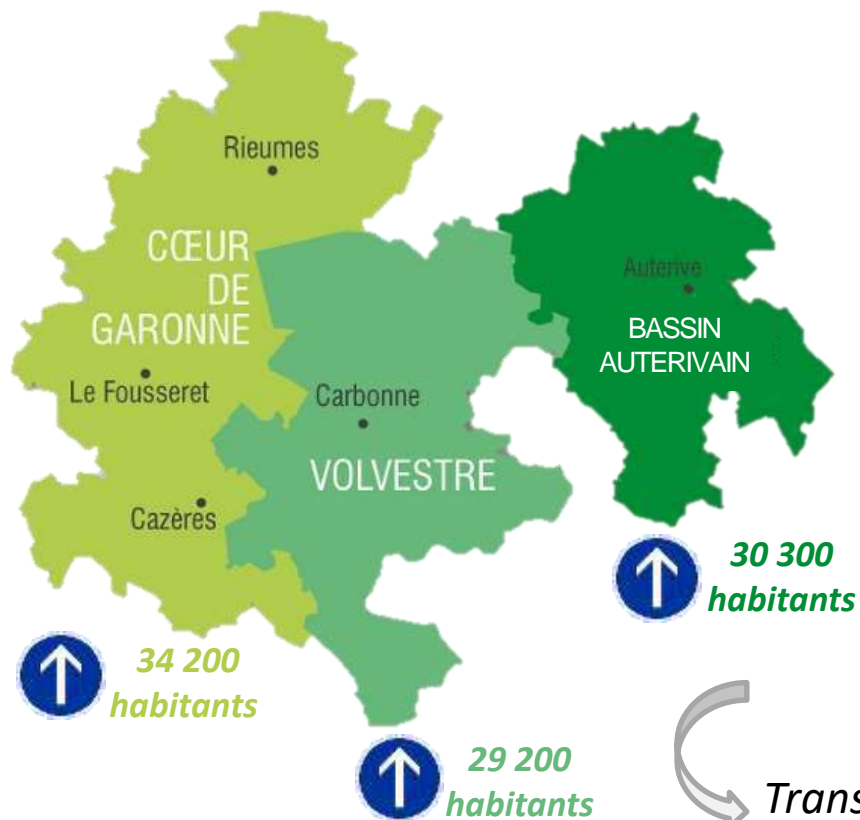 Rieumes
CŒUR
DE
GARONNE
Le Fousseret
Cazères
Carbonne
VOLVESTRE
Auterive
BASSIN
AUTERIVAIN
30 300
habitants
34 200
habitants
29 200
habitants
Trans